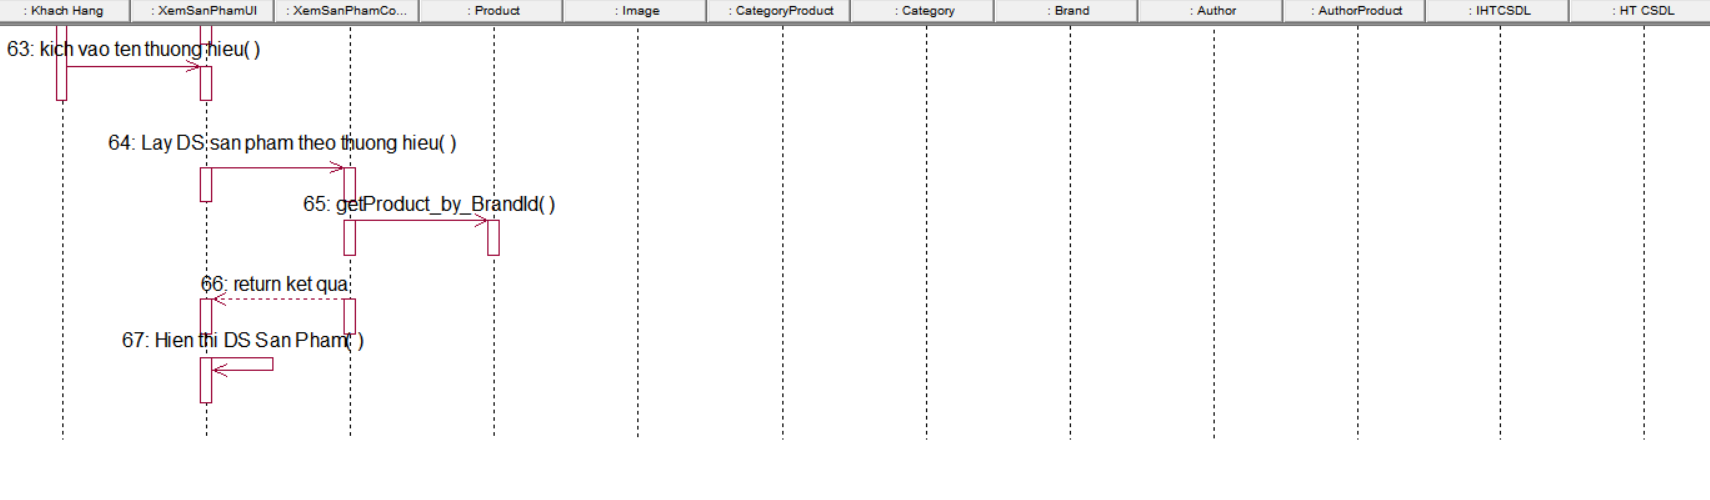 : Khach Hang
: XemSanPhamUI
: XemSanPhamCo...
: Product
: Image
: CategoryProduct
: Category
: Brand
: Author
: AuthorProduct
: IHTCSDL
: HT CSDL
63: kich vao ten thuong hieu( )
64: Lay DS san pham theo thuong hieu( )
65: getProduct_by_BrandId( )
66: return ket qua
67: Hien thi DS San Pham( )